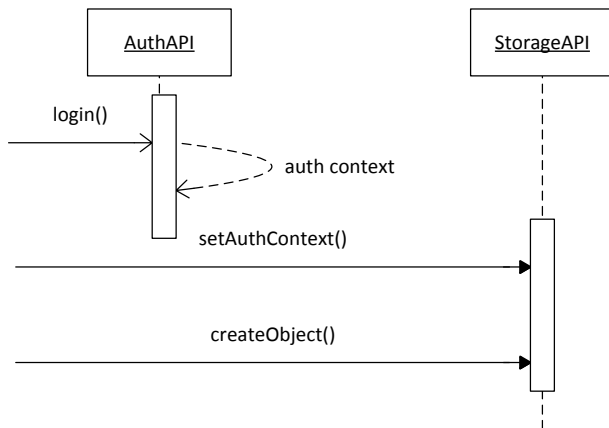 AuthAPI
StorageAPI
login()
auth context
setAuthContext()
createObject()